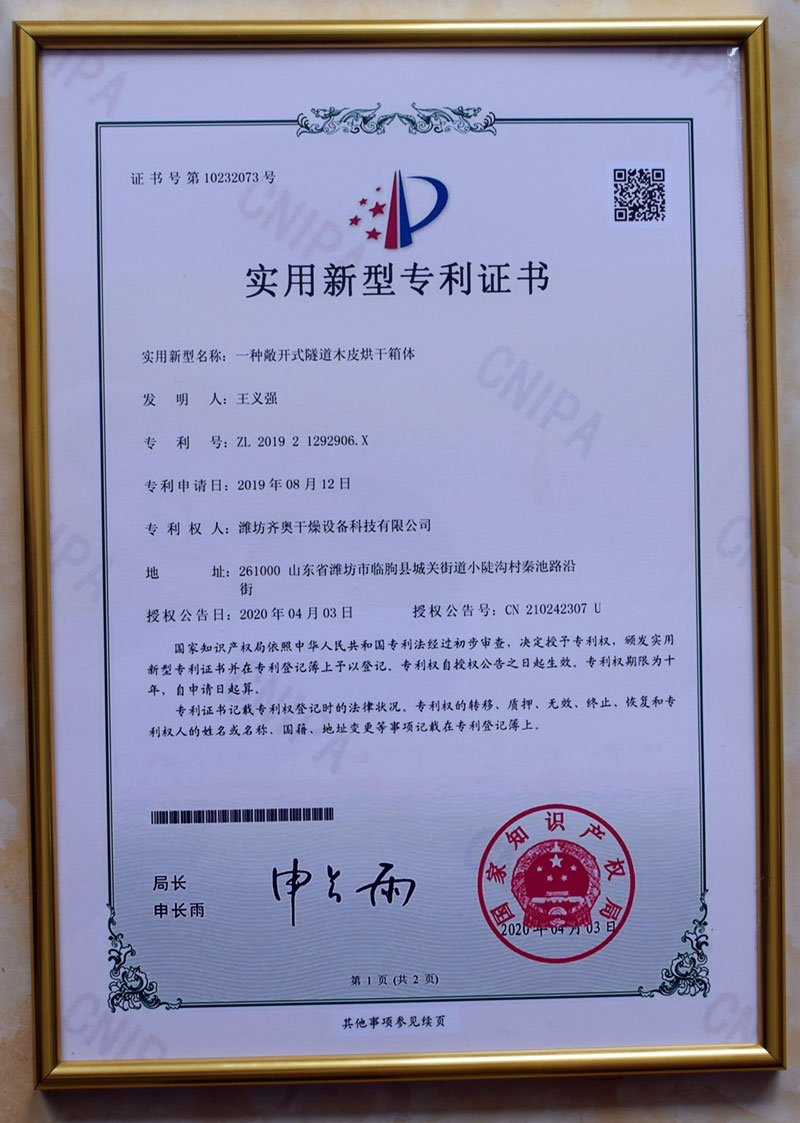 证书号第10232073号
实用新型专利证书
实用新型名称：一种敞开式隧道木皮烘干箱体
发明人：王义强
专利号：ZL 2019 2 1292906.X
专利申请日：2019年08月12日
专利权人：潍坊齐奥干燥设备科技有限公司
地址：261000 山东省潍坊市临朐县城关街道小陡沟村秦池路沿
街
授权公告日：2020年04月03日 授权公告号：CN 210242307 U
国家知识产权局依照中华人民共和国专利法经过初步审查，决定授予专利权，颁发实用
新型专利证书并在专利登记簿上予以登记。专利权自授权公告之日起生效。专利权期限为十
年，自申请日起算。
专利证书记载专利权登记时的法律状况。专利权的转移、质押、无效、终止、恢复和专
利权人的姓名或名称、国籍、地址变更等事项记载在专利登记簿上。
局长
申长雨
申长雨
国家知识产权局
2020年04月03日
第1页（共2页）
其他事项参见续页
CNIPA
CNIPA
CNIPA
CNIPA